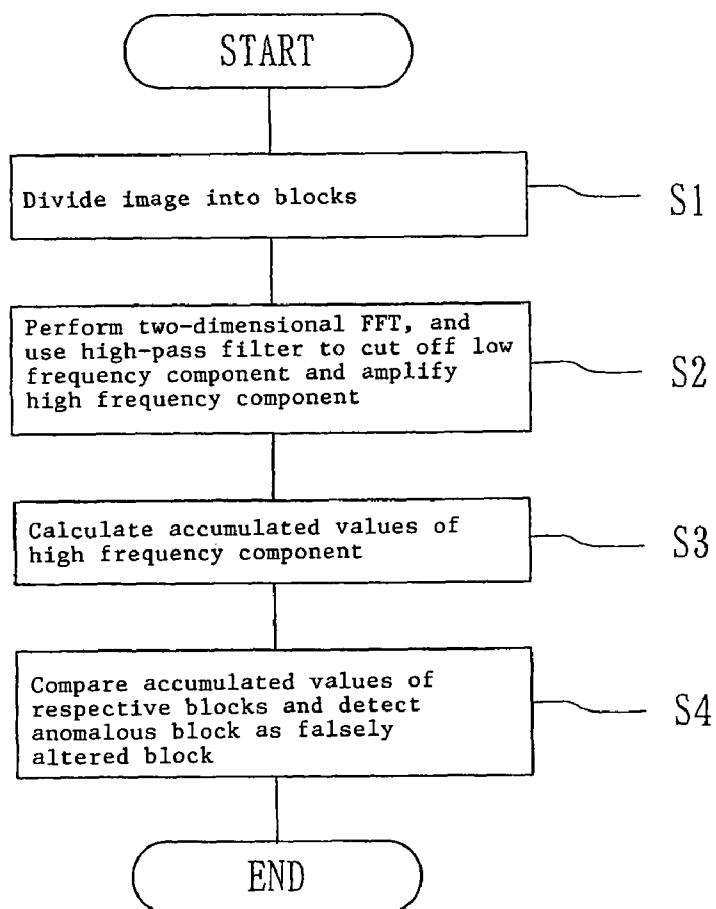 START
Divide image into blocks
S1
Perform two-dimensional FFT, and
use high-pass filter to cut off low
frequency component and amplify
high frequency component
S2
Calculate accumulated values of
high frequency component
S3
Compare accumulated values of
respective blocks and detect
anomalous block as falsely
altered block
S4
END